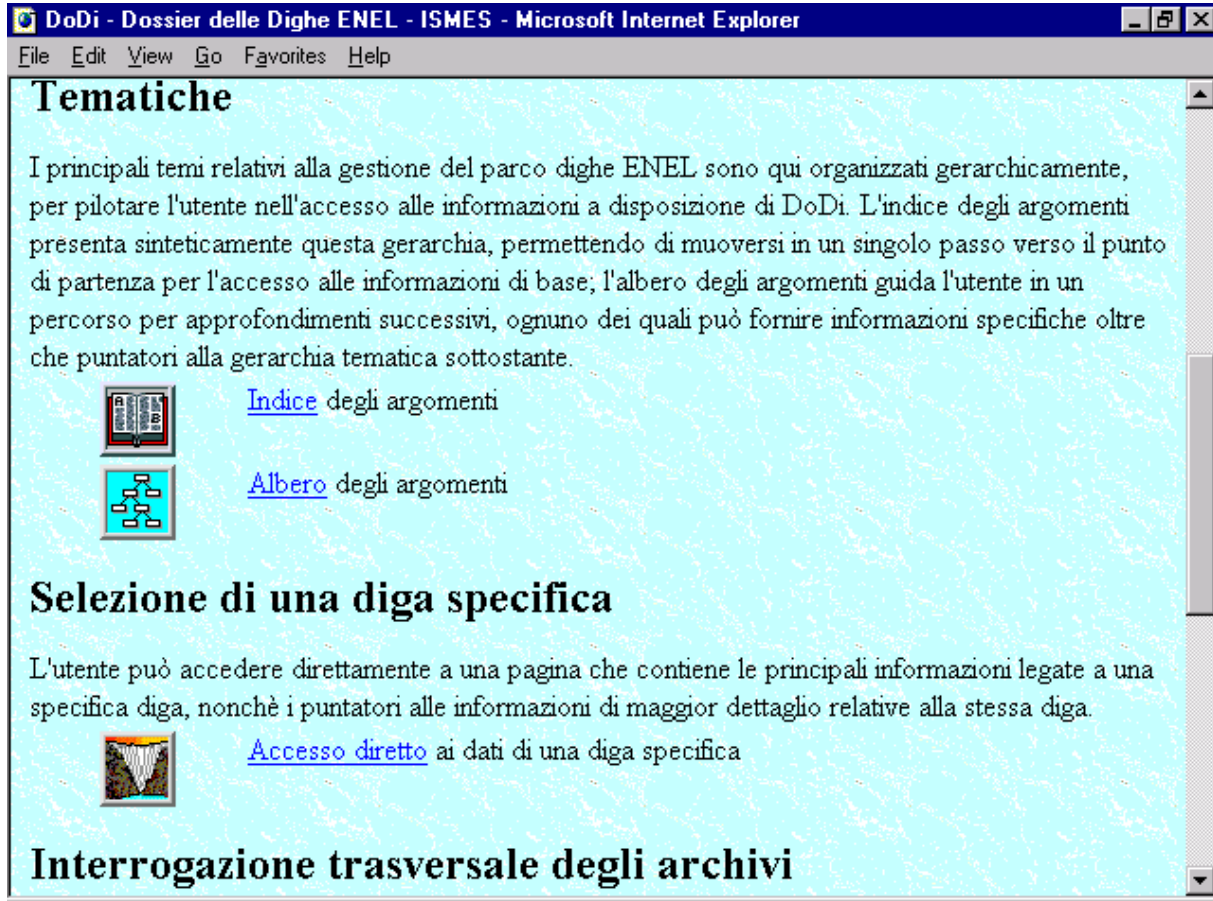 DoDi - Dossier delle Dighe ENEL - ISMES - Microsoft Internet Explorer
File Edit View Go Favorites Help
Tematiche
I principali temi relativi alla gestione del parco dighe ENEL sono qui organizzati gerarchicamente,
per pilotare l'utente nell'accesso alle informazioni a disposizione di DoDi. L'indice degli argomenti
presenta sinteticamente questa gerarchia, permettendo di muoversi in un singolo passo verso il punto
di partenza per l'accesso alle informazioni di base; l'albero degli argomenti guida l'utente in un
percorso per approfondimenti successivi, ognuno dei quali può fornire informazioni specifiche oltre
che puntatori alla gerarchia tematica sottostante.
A B
Indice degli argomenti
Albero degli argomenti
Selezione di una diga specifica
L'utente può accedere direttamente a una pagina che contiene le principali informazioni legate a una
specifica diga, nonchè i puntatori alle informazioni di maggior dettaglio relative alla stessa diga.
Accesso diretto ai dati di una diga specifica
Interrogazione trasversale degli archivi